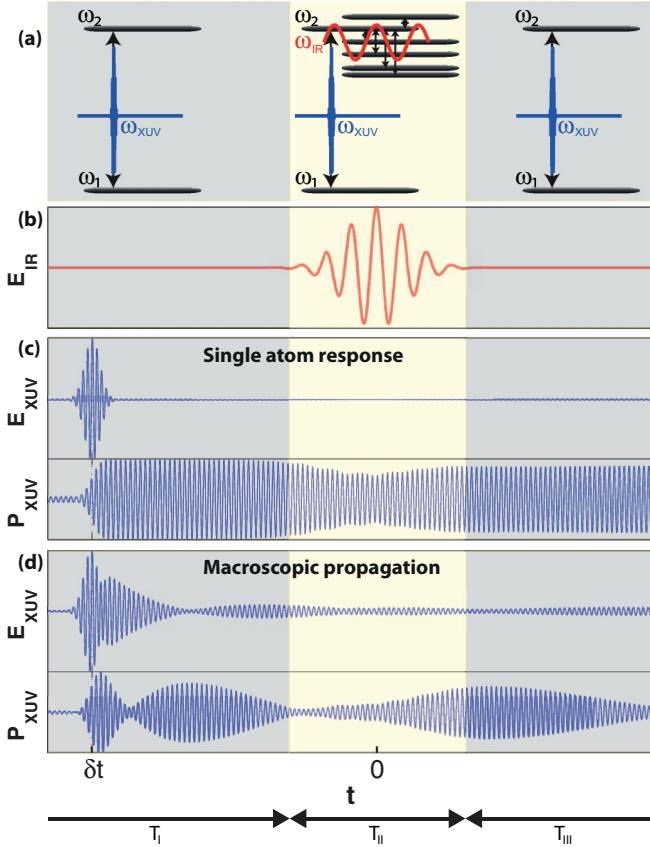 (a)
ω2 ω2 ω2
ωIR
ωXUV ωXUV ωXUV
ω1 ω1 ω1
(b)
EIR
(c)
Single atom response
EXUV
PXUV
(d)
Macroscopic propagation
EXUV
PXUV
δt 0
t
TI TII TIII